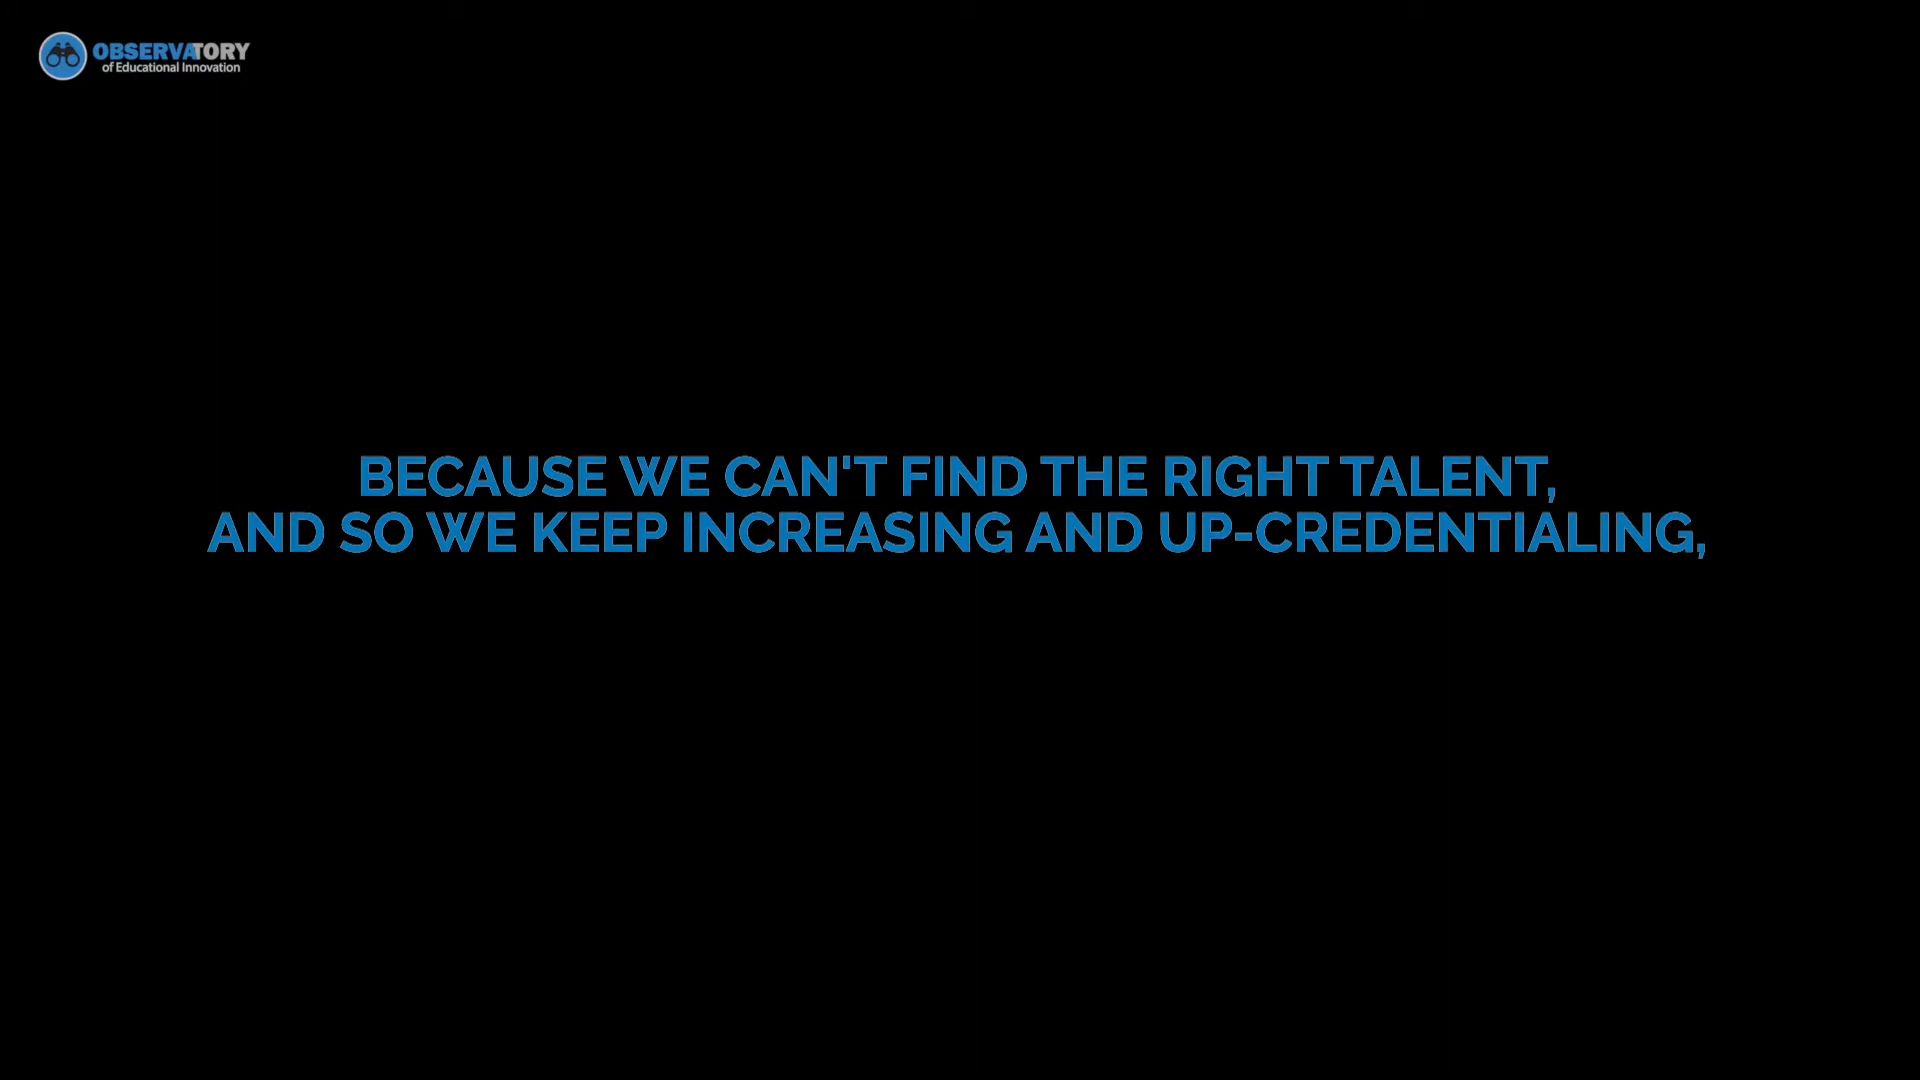 OBSERVATORY
of Educational Innovation
BECAUSE WE CAN'T FIND THE RIGHT TALENT,
AND SO WE KEEP INCREASING AND UP-CREDENTIALING,